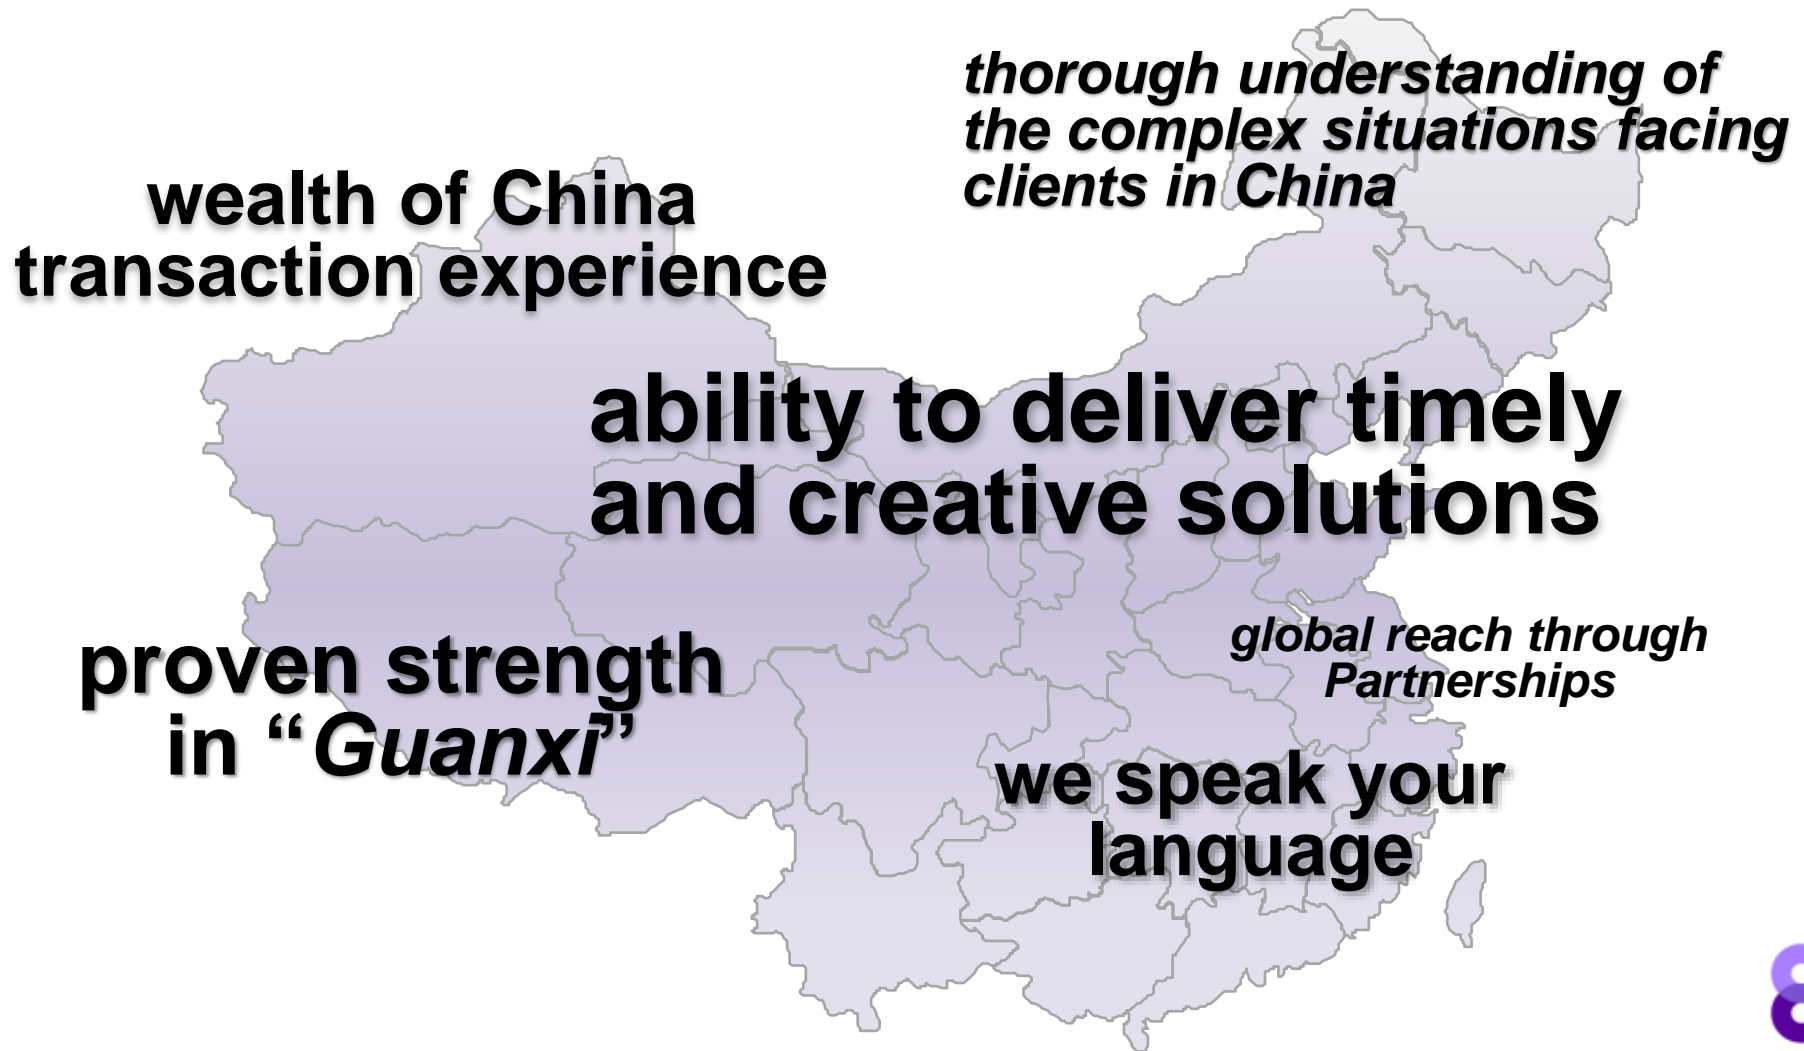 thorough understanding of
the complex situations facing
clients in China
wealth of China
transaction experience
ability to deliver timely
and creative solutions
proven strength
in “Guanxi”
global reach through
Partnerships
we speak your
language
8